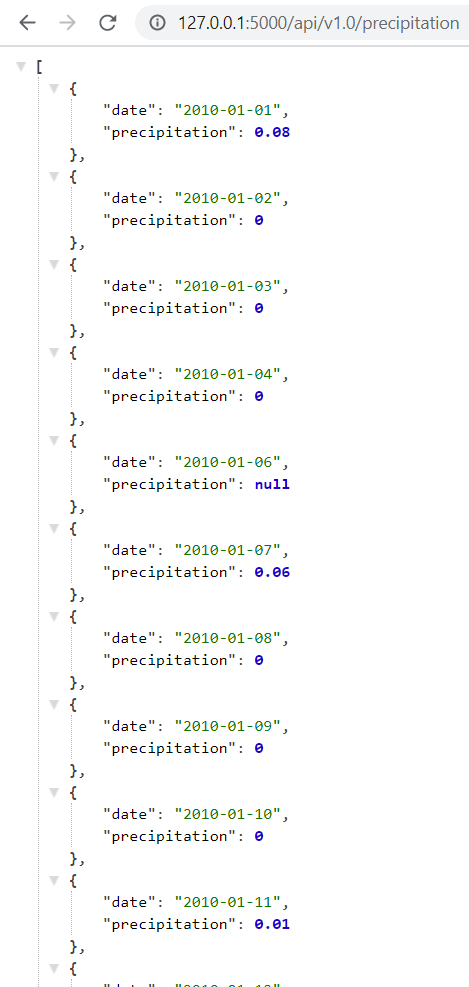 127.0.0.1:5000/api/v1.0/precipitation
[
{
"date": "2010-01-01",
"precipitation": 0.08
},
{
"date": "2010-01-02",
"precipitation": 0
},
{
"date": "2010-01-03",
"precipitation": 0
},
{
"date": "2010-01-04",
"precipitation": 0
},
{
"date": "2010-01-06",
"precipitation": null
},
{
"date": "2010-01-07",
"precipitation": 0.06
},
{
"date": "2010-01-08",
"precipitation": 0
},
{
"date": "2010-01-09",
"precipitation": 0
},
{
"date": "2010-01-10",
"precipitation": 0
},
{
"date": "2010-01-11",
"precipitation": 0.01
},
{